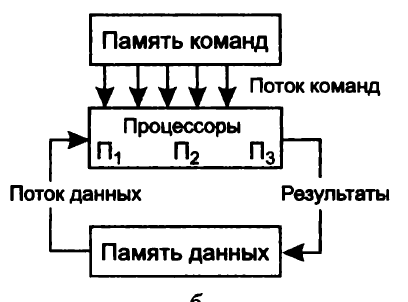 Память команд
Поток команд
Процессоры
П₁ П₂ П₃
Поток данных
Результаты
Память данных
б